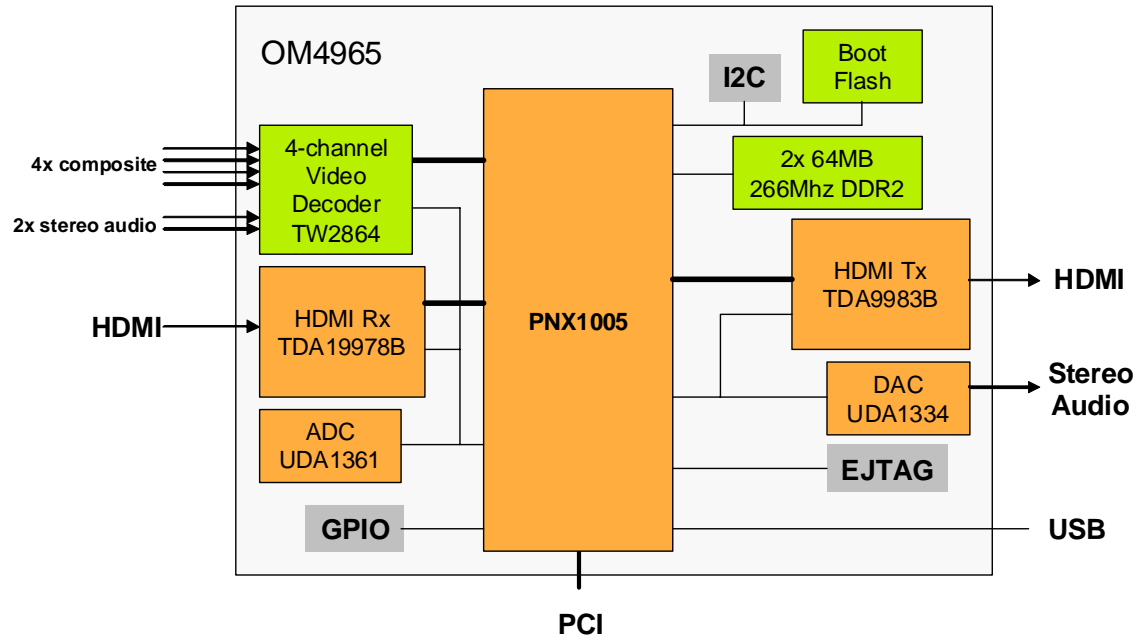 OM4965
Boot
Flash
I2C
4-channel
Video
Decoder
TW2864
4x composite
2x stereo audio
2x 64MB
266Mhz DDR2
HDMI Tx
TDA9983B
HDMI
HDMI
HDMI Rx
TDA19978B
PNX1005
DAC
UDA1334
Stereo
Audio
ADC
UDA1361
EJTAG
GPIO
USB
PCI